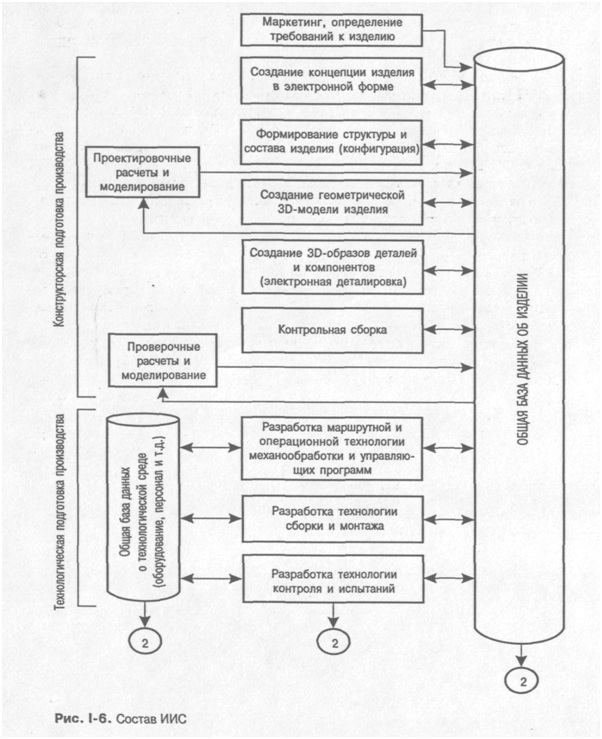 Маркетинг, определение
требований к изделию
Создание концепции изделия
в электронной форме
Формирование структуры и
состава изделия (конфигурация)
Проектировочные
расчеты и
моделирование
Создание геометрической
3D-модели изделия
Создание 3D-образов деталей
и компонентов
(электронная деталировка)
Контрольная сборка
Проверочные
расчеты и
моделирование
Конструкторская подготовка производства
ОБЩАЯ БАЗА ДАННЫХ ОБ ИЗДЕЛИИ
Технологическая подготовка производства
Общая база данных
о технологической среде
(оборудование, персонал и т.д.)
Разработка маршрутной и
операционной технологии
механообработки и управляю-
щих программ
Разработка технологии
сборки и монтажа
Разработка технологии
контроля и испытаний
2
2
2
Рис. I-6. Состав ИИС